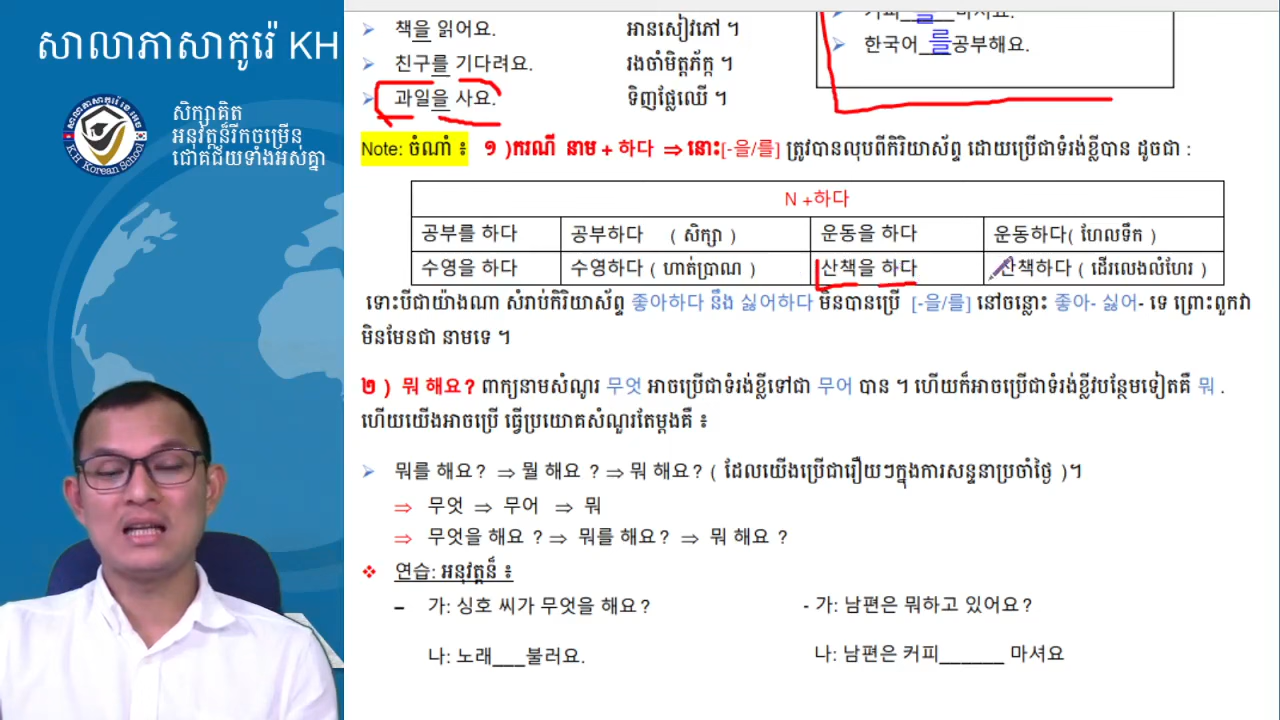 សាលាភាសាកូរ៉េ KH
សិក្សាគិត
អនុវត្តន៍រីកចម្រើន
ជោគជ័យទាំងអស់គ្នា
K.H Korean School
책을 읽어요. អានសៀវភៅ ។
친구를 기다려요. រងចាំមិត្តភ័ក្ត ។
과일을 사요. ទិញផ្លែឈើ ។
커피__를__마셔요.
한국어_를_공부해요.
Note: ចំណាំ ៖ ១ )ករណី នាម + 하다 ⇒ នោះ[-을/를] ត្រូវបានលុបពីកិរិយាស័ព្ទ ដោយប្រើជាទំរង់ខ្លីបាន ដូចជា :
N +하다
공부를 하다 공부하다 ( សិក្សា ) 운동을 하다 운동하다( ហែលទឹក )
수영을 하다 수영하다 ( ហាត់ប្រាណ ) 산책을 하다 산책하다 ( ដើរលេងលំហែរ )
ទោះបីជាយ៉ាងណា សំរាប់កិរិយាស័ព្ទ 좋아하다 នឹង 싫어하다 មិនបានប្រើ [-을/를] នៅចន្លោះ 좋아- 싫어- ទេ ព្រោះពួកវា
មិនមែនជា នាមទេ ។
២ ) 뭐 해요? ពាក្យនាមសំណួរ 무엇 អាចប្រើជាទំរង់ខ្លីទៅជា 무어 បាន ។ ហើយក៏អាចប្រើជាទំរង់ខ្លីបន្ថែមទៀតគឺ 뭐 .
ហើយយើងអាចប្រើ ធ្វើប្រយោគសំណួរតែម្ដងគឺ ៖
뭐를 해요? ⇒ 뭘 해요 ? ⇒ 뭐 해요? ( ដែលយើងប្រើជារឿយៗក្នុងការសន្ទនាប្រចាំថ្ងៃ )។
⇒ 무엇 ⇒ 무어 ⇒ 뭐
⇒ 무엇을 해요 ? ⇒ 뭐를 해요? ⇒ 뭐 해요 ?
연습: អនុវត្តន៍ ៖
– 가: 싱호 씨가 무엇을 해요? - 가: 남편은 뭐하고 있어요?
나: 노래___불러요. 나: 남편은 커피______ 마셔요